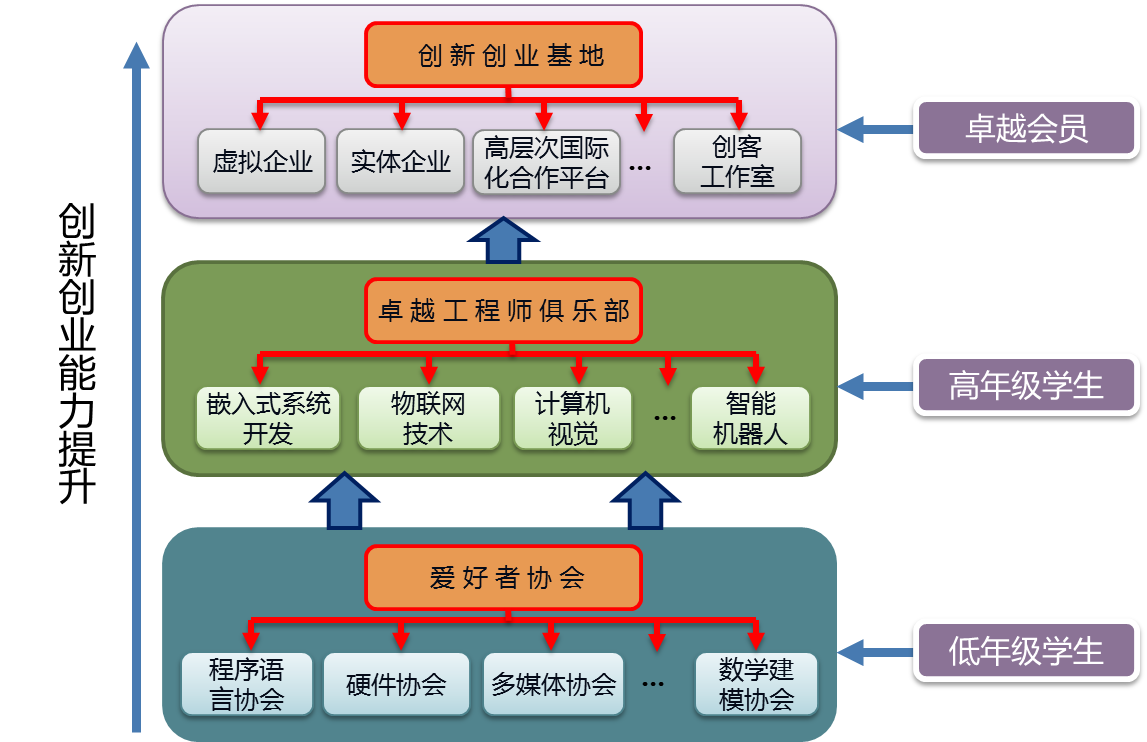 创新创业基地
虚拟企业
实体企业
高层次国际
化合作平台
...
创客
工作室
卓越会员
创新创业能力提升
卓越工程师俱乐部
嵌入式系统
开发
物联网
技术
计算机
视觉
...
智能
机器人
高年级学生
爱好者协会
程序语
言协会
硬件协会
多媒体协会
...
数学建
模协会
低年级学生